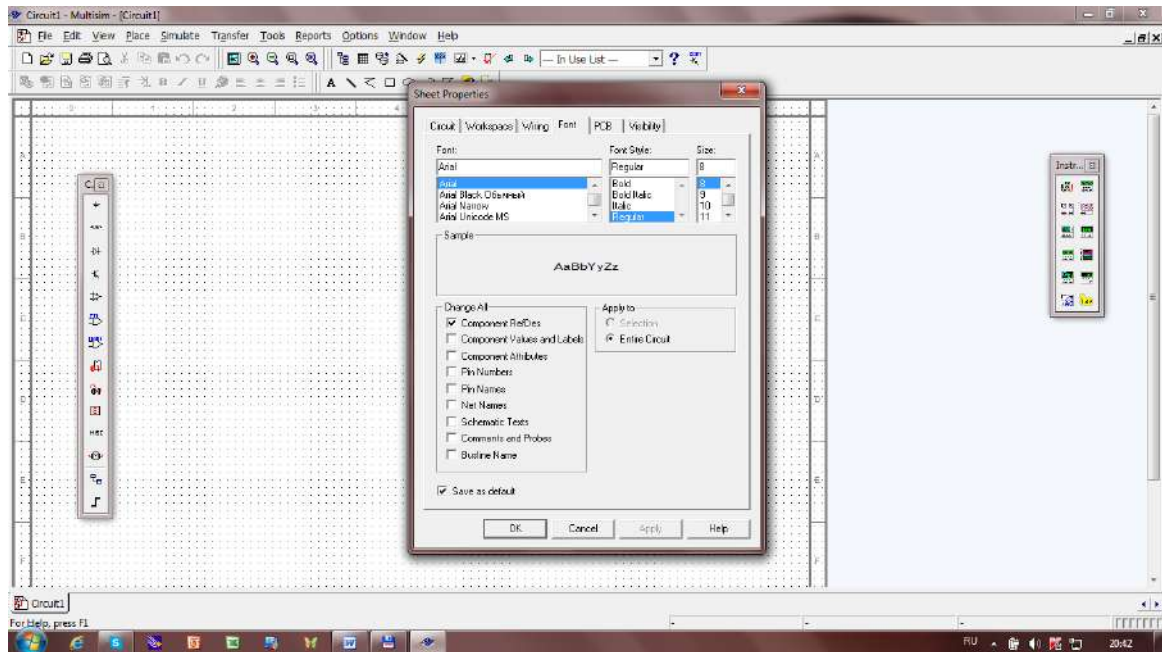 Circuit1 - Multisim - [Circuit1]
File Edit View Place Simulate Transfer Tools Reports Options Window Help
--- In Use List ---
Sheet Properties
Circuit Workspace Wiring Font PCB Visibility
Font: Font Style: Size:
Arial Regular 8
Arial Bold 8
Arial Black Обычный Bold Italic 9
Arial Narrow Italic 10
Arial Unicode MS Regular 11
Sample
AaBbYyZz
Change All Apply to
Component RefDes Selection
Component Values and Labels Entire Circuit
Component Attributes
Pin Numbers
Pin Names
Net Names
Schematic Texts
Comments and Probes
Busline Name
Save as default
OK Cancel Apply Help
C...
Instr...
Circuit1
For Help, press F1
RU 20:42